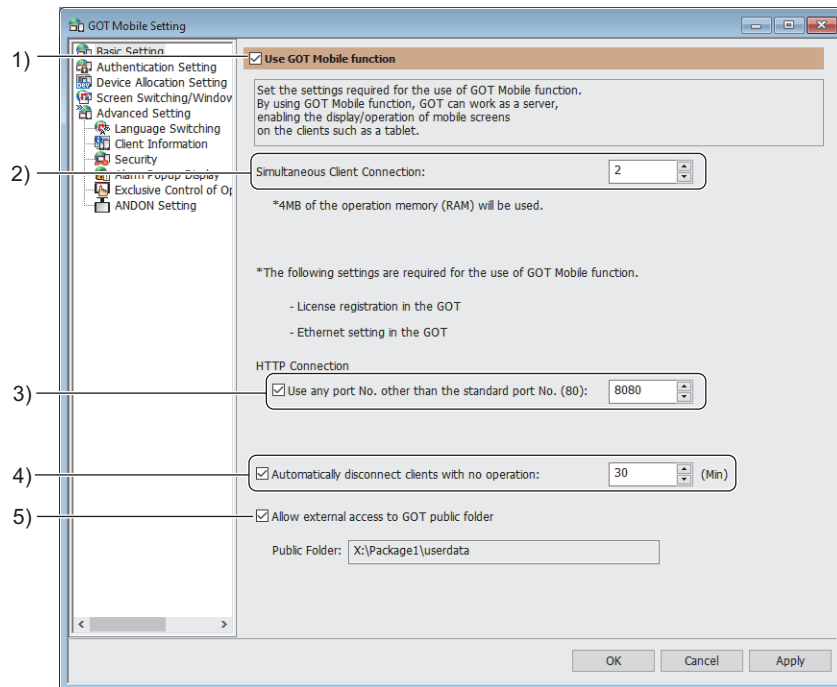 GOT Mobile Setting
1)
Basic Setting
Authentication Setting
Device Allocation Setting
Screen Switching/Window
Advanced Setting
Language Switching
Client Information
Security
Alarm Popup Display
Exclusive Control of Op
ANDON Setting
Use GOT Mobile function
Set the settings required for the use of GOT Mobile function.
By using GOT Mobile function, GOT can work as a server,
enabling the display/operation of mobile screens
on the clients such as a tablet.
2)
Simultaneous Client Connection: 2
*4MB of the operation memory (RAM) will be used.
*The following settings are required for the use of GOT Mobile function.
- License registration in the GOT
- Ethernet setting in the GOT
HTTP Connection
3)
Use any port No. other than the standard port No. (80): 8080
4)
Automatically disconnect clients with no operation: 30 (Min)
5)
Allow external access to GOT public folder
Public Folder: X:\Package1\userdata
OK Cancel Apply